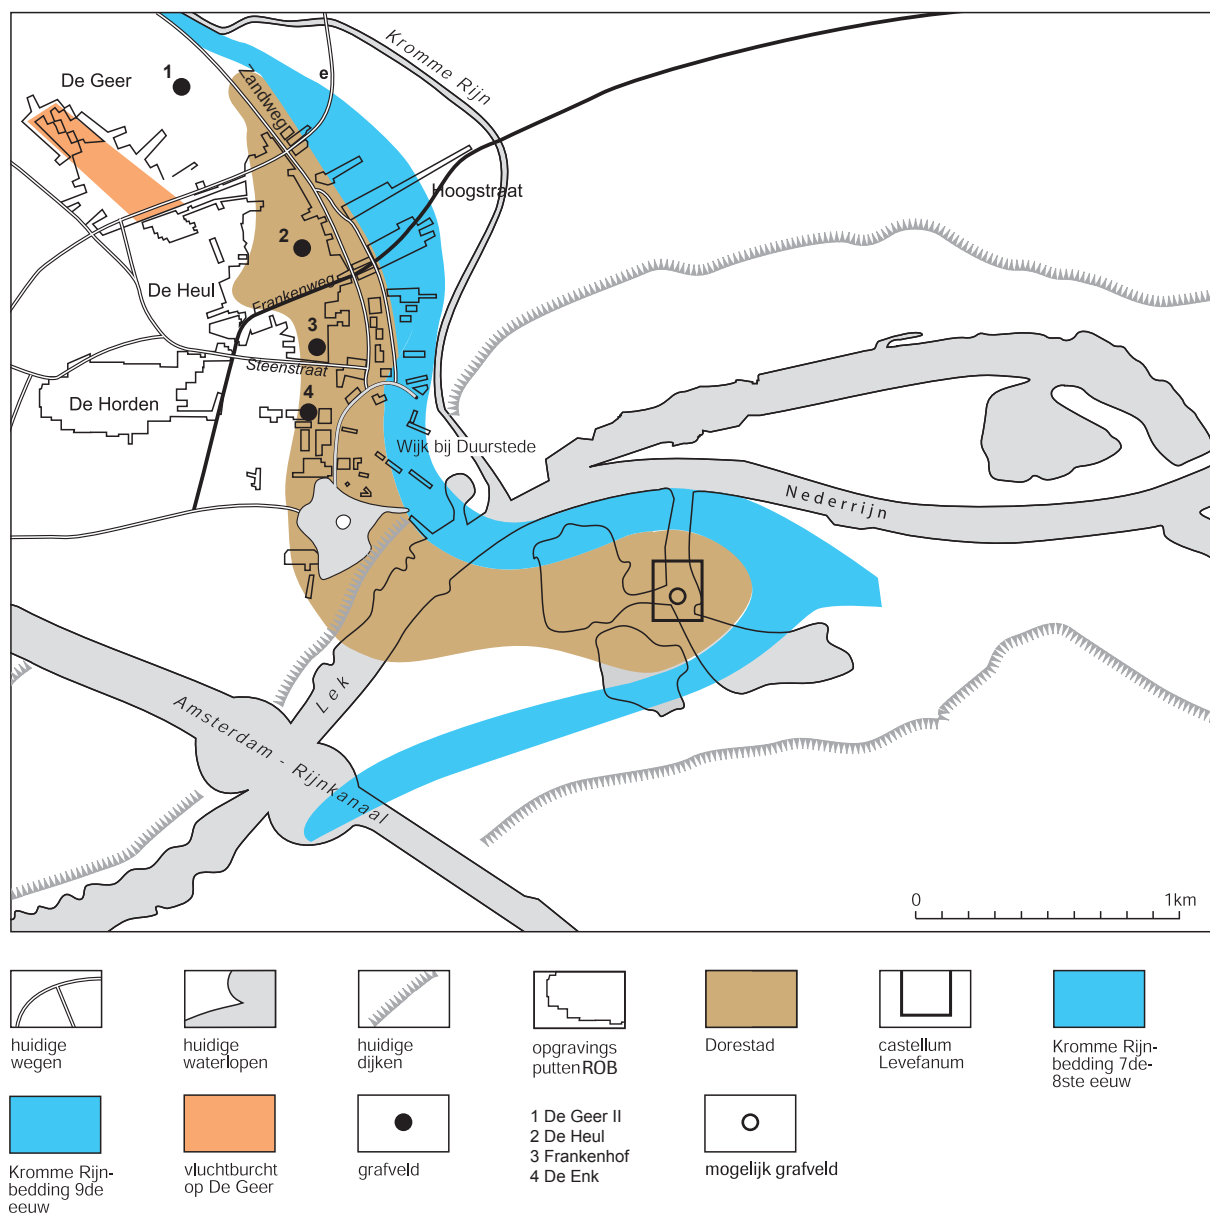 De Geer
1
e
Kromme Rijn
Zandweg
Hoogstraat
2
De Heul
Frankenweg
3
Steenstraat
4
De Horden
Wijk bij Duurstede
Nederrijn
Lek
Amsterdam - Rijnkanaal
0
1km
huidige
wegen
huidige
waterlopen
huidige
dijken
opgravings
putten ROB
Dorestad
castellum
Levefanum
Kromme Rijn-
bedding 7de-
8ste eeuw
Kromme Rijn-
bedding 9de
eeuw
vluchtburcht
op De Geer
grafveld
1 De Geer II
2 De Heul
3 Frankenhof
4 De Enk
mogelijk grafveld